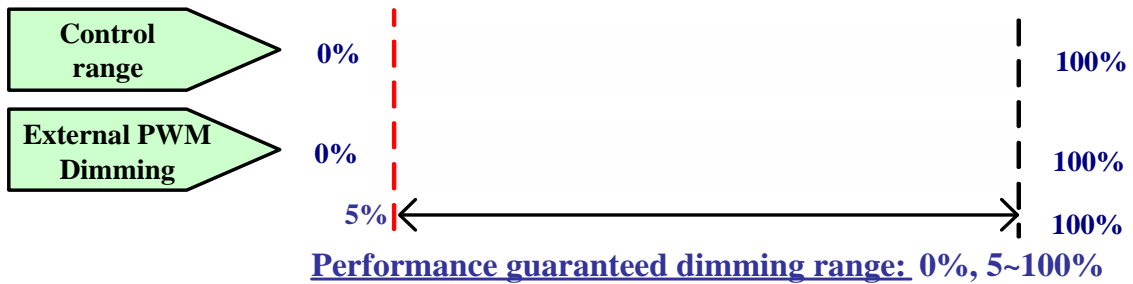 Control
range
0%
100%
External PWM
Dimming
0%
100%
5%
100%
Performance guaranteed dimming range: 0%, 5~100%